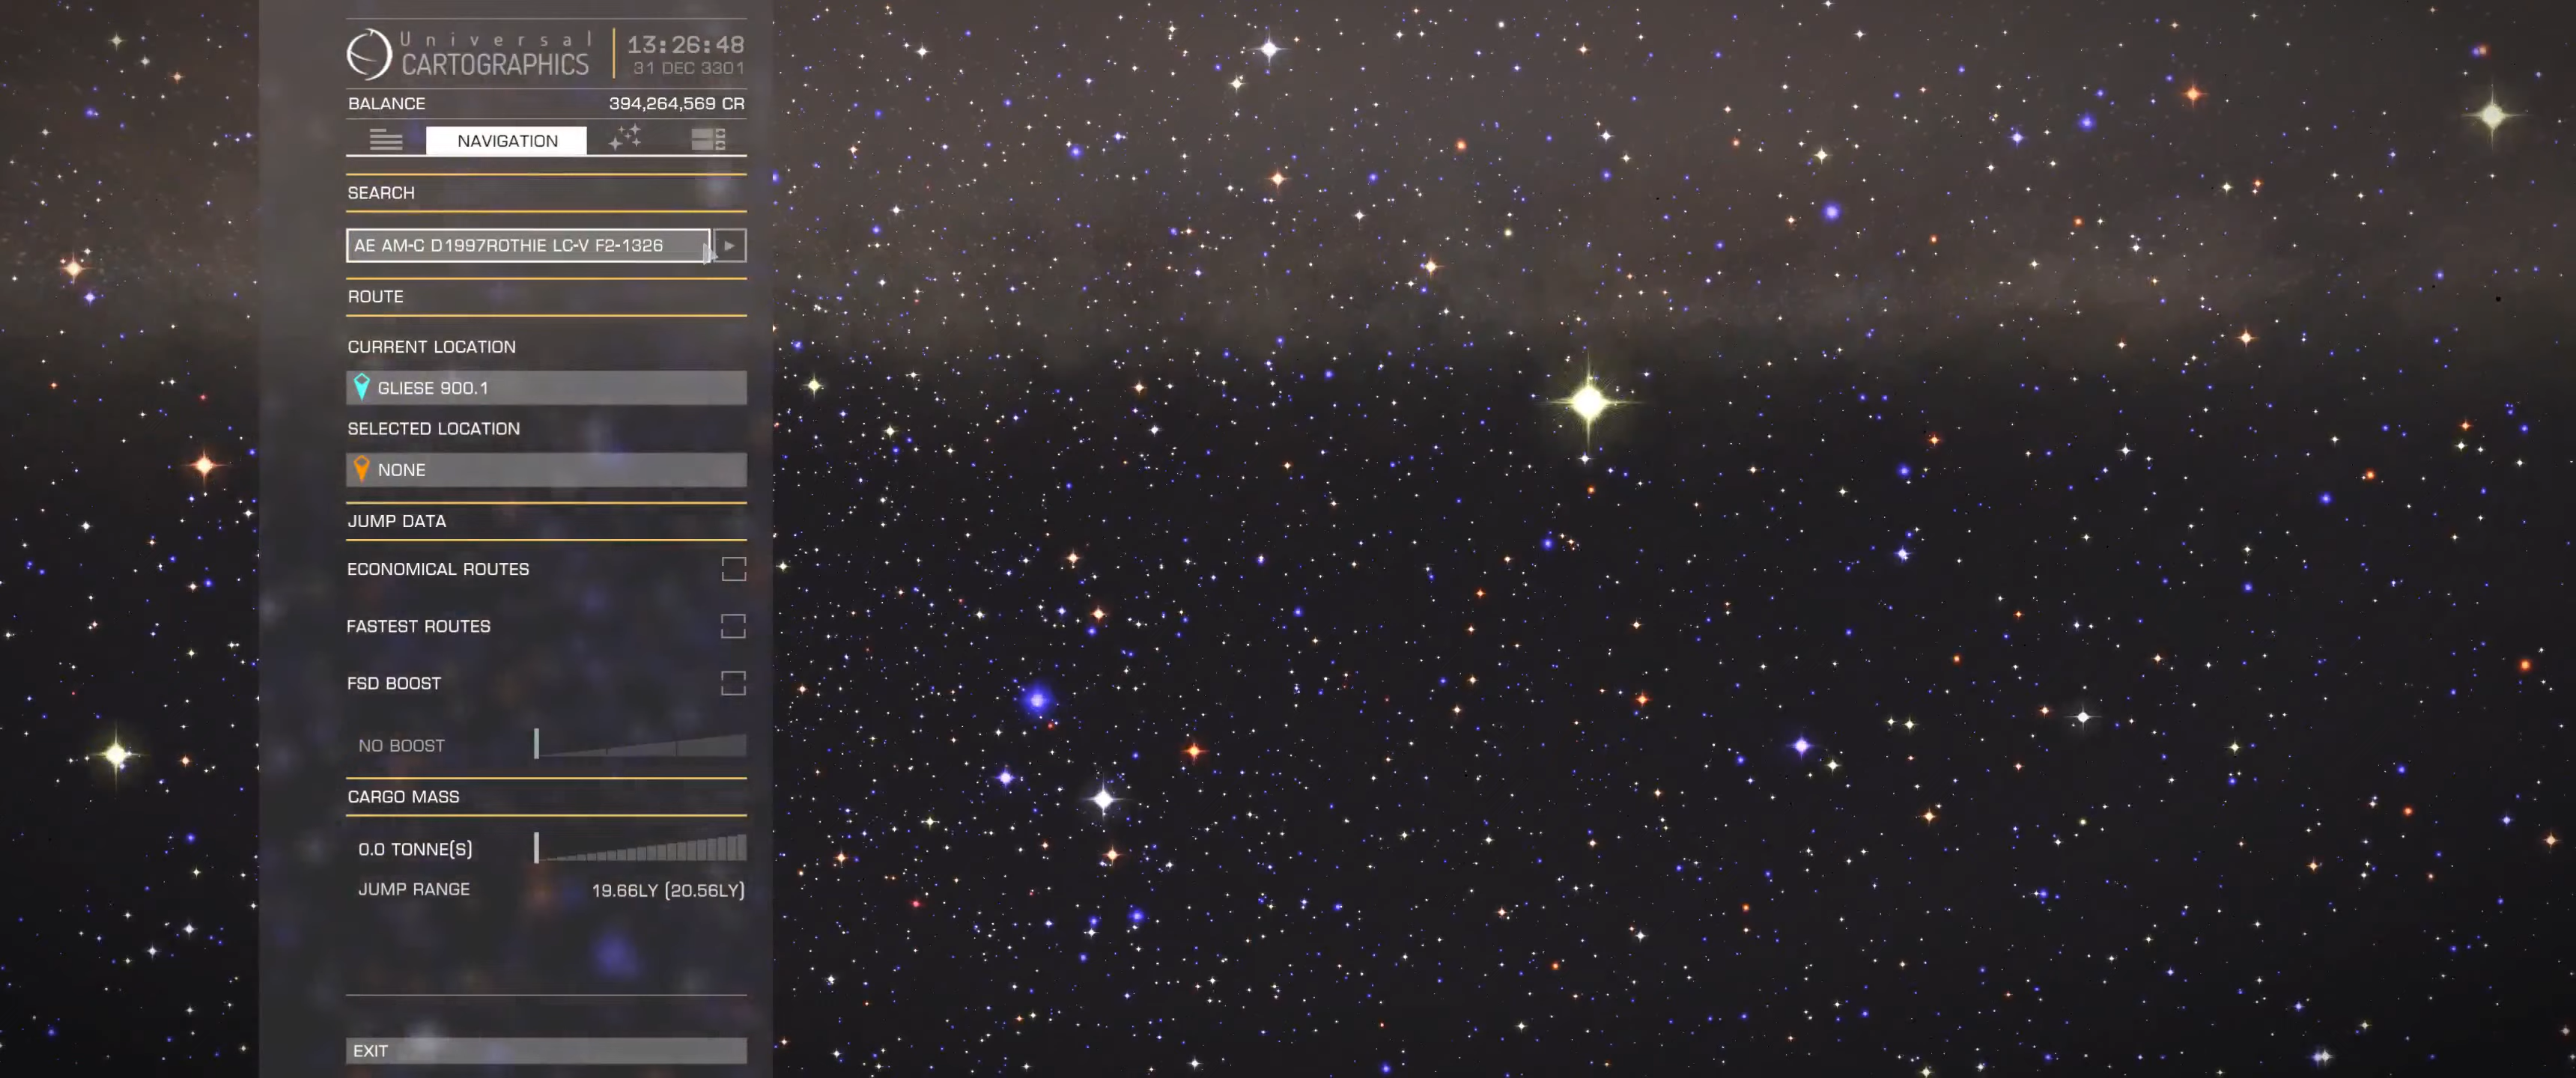 Universal
CARTOGRAPHICS
13:26:48
31 DEC 3301
BALANCE 394,264,569 CR
NAVIGATION
SEARCH
AE AM-C D1997ROTHIE LC-V F2-1326
ROUTE
CURRENT LOCATION
GLIESE 900.1
SELECTED LOCATION
NONE
JUMP DATA
ECONOMICAL ROUTES
FASTEST ROUTES
FSD BOOST
NO BOOST
CARGO MASS
0.0 TONNE(S)
JUMP RANGE 19.66LY (20.56LY)
EXIT